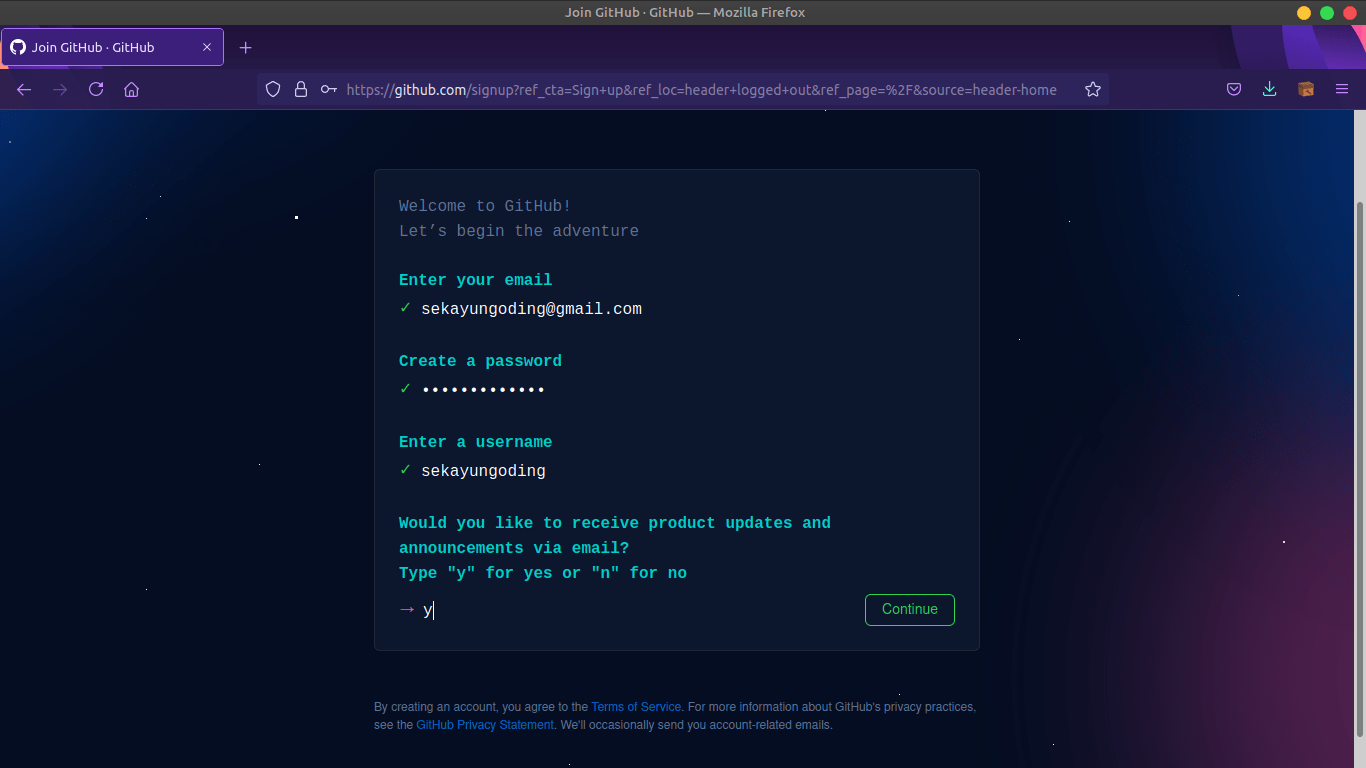 Join GitHub · GitHub — Mozilla Firefox
Join GitHub · GitHub
https://github.com/signup?ref_cta=Sign+up&ref_loc=header+logged+out&ref_page=%2F&source=header-home
Welcome to GitHub!
Let’s begin the adventure
Enter your email
✓ sekayungoding@gmail.com
Create a password
✓ •••••••••••••
Enter a username
✓ sekayungoding
Would you like to receive product updates and
announcements via email?
Type "y" for yes or "n" for no
→ y
Continue
By creating an account, you agree to the Terms of Service. For more information about GitHub's privacy practices,
see the GitHub Privacy Statement. We'll occasionally send you account-related emails.